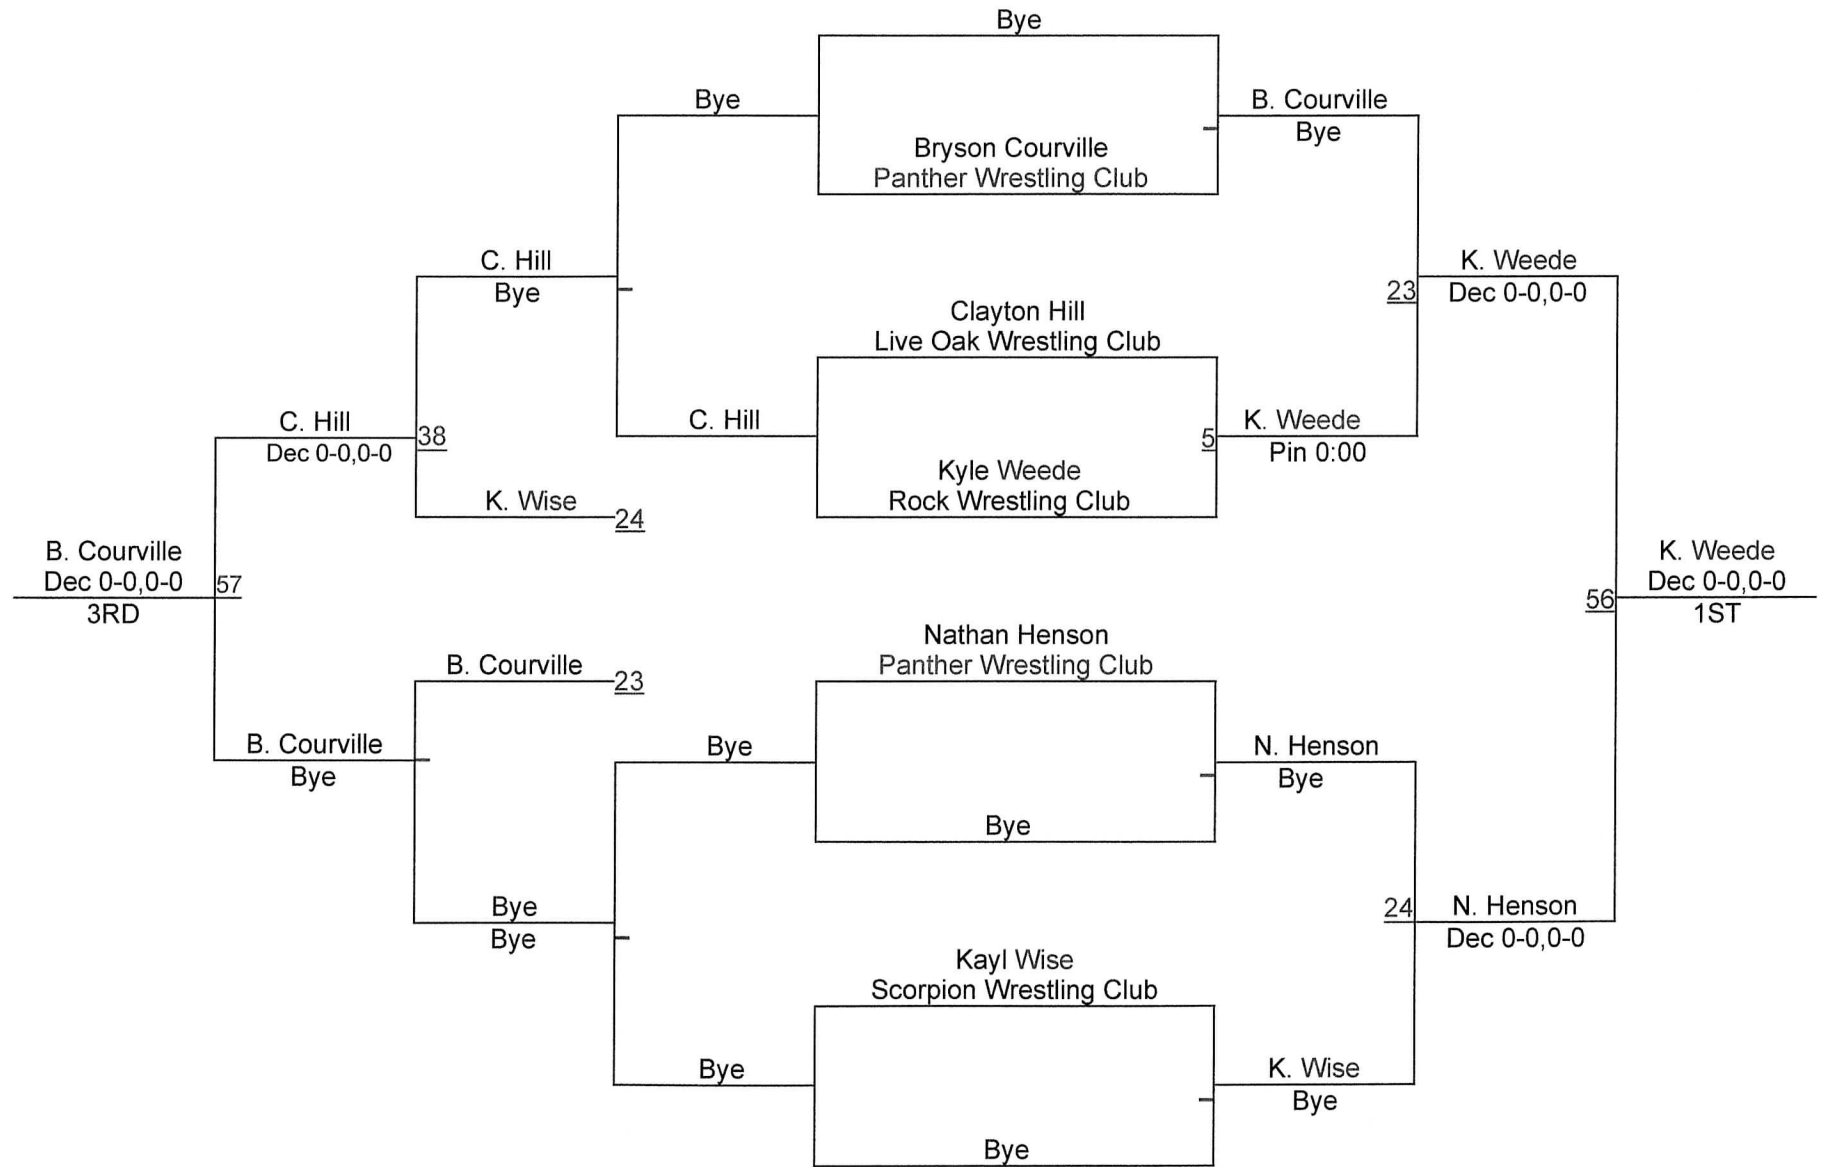 Bye
Bye
B. Courville
Bye
Bryson Courville
Panther Wrestling Club
C. Hill
Bye
K. Weede
23
Dec 0-0,0-0
Clayton Hill
Live Oak Wrestling Club
C. Hill
Dec 0-0,0-0
38
C. Hill
5
K. Weede
Pin 0:00
Kyle Weede
Rock Wrestling Club
K. Wise
24
B. Courville
Dec 0-0,0-0
57
3RD
K. Weede
Dec 0-0,0-0
56
1ST
Nathan Henson
Panther Wrestling Club
B. Courville
23
B. Courville
Bye
Bye
N. Henson
Bye
Bye
Bye
Bye
24
N. Henson
Dec 0-0,0-0
Kayl Wise
Scorpion Wrestling Club
Bye
K. Wise
Bye
Bye